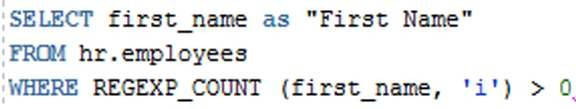 SELECT first_name as "First Name"
FROM hr.employees
WHERE REGEXP_COUNT (first_name, 'i') > 0